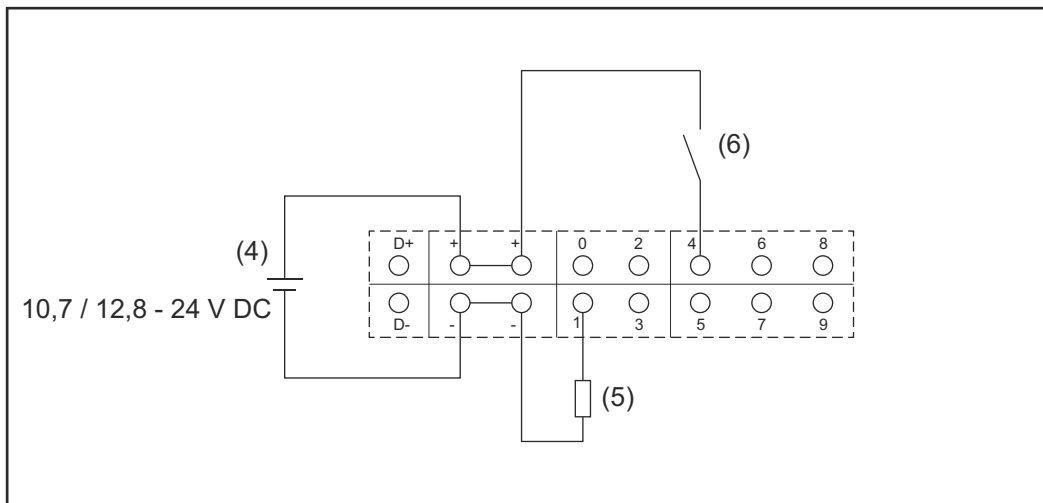 (6)
(4)
10,7 / 12,8 - 24 V DC
D+ + + 0 2 4 6 8
D- - - 1 3 5 7 9
(5)